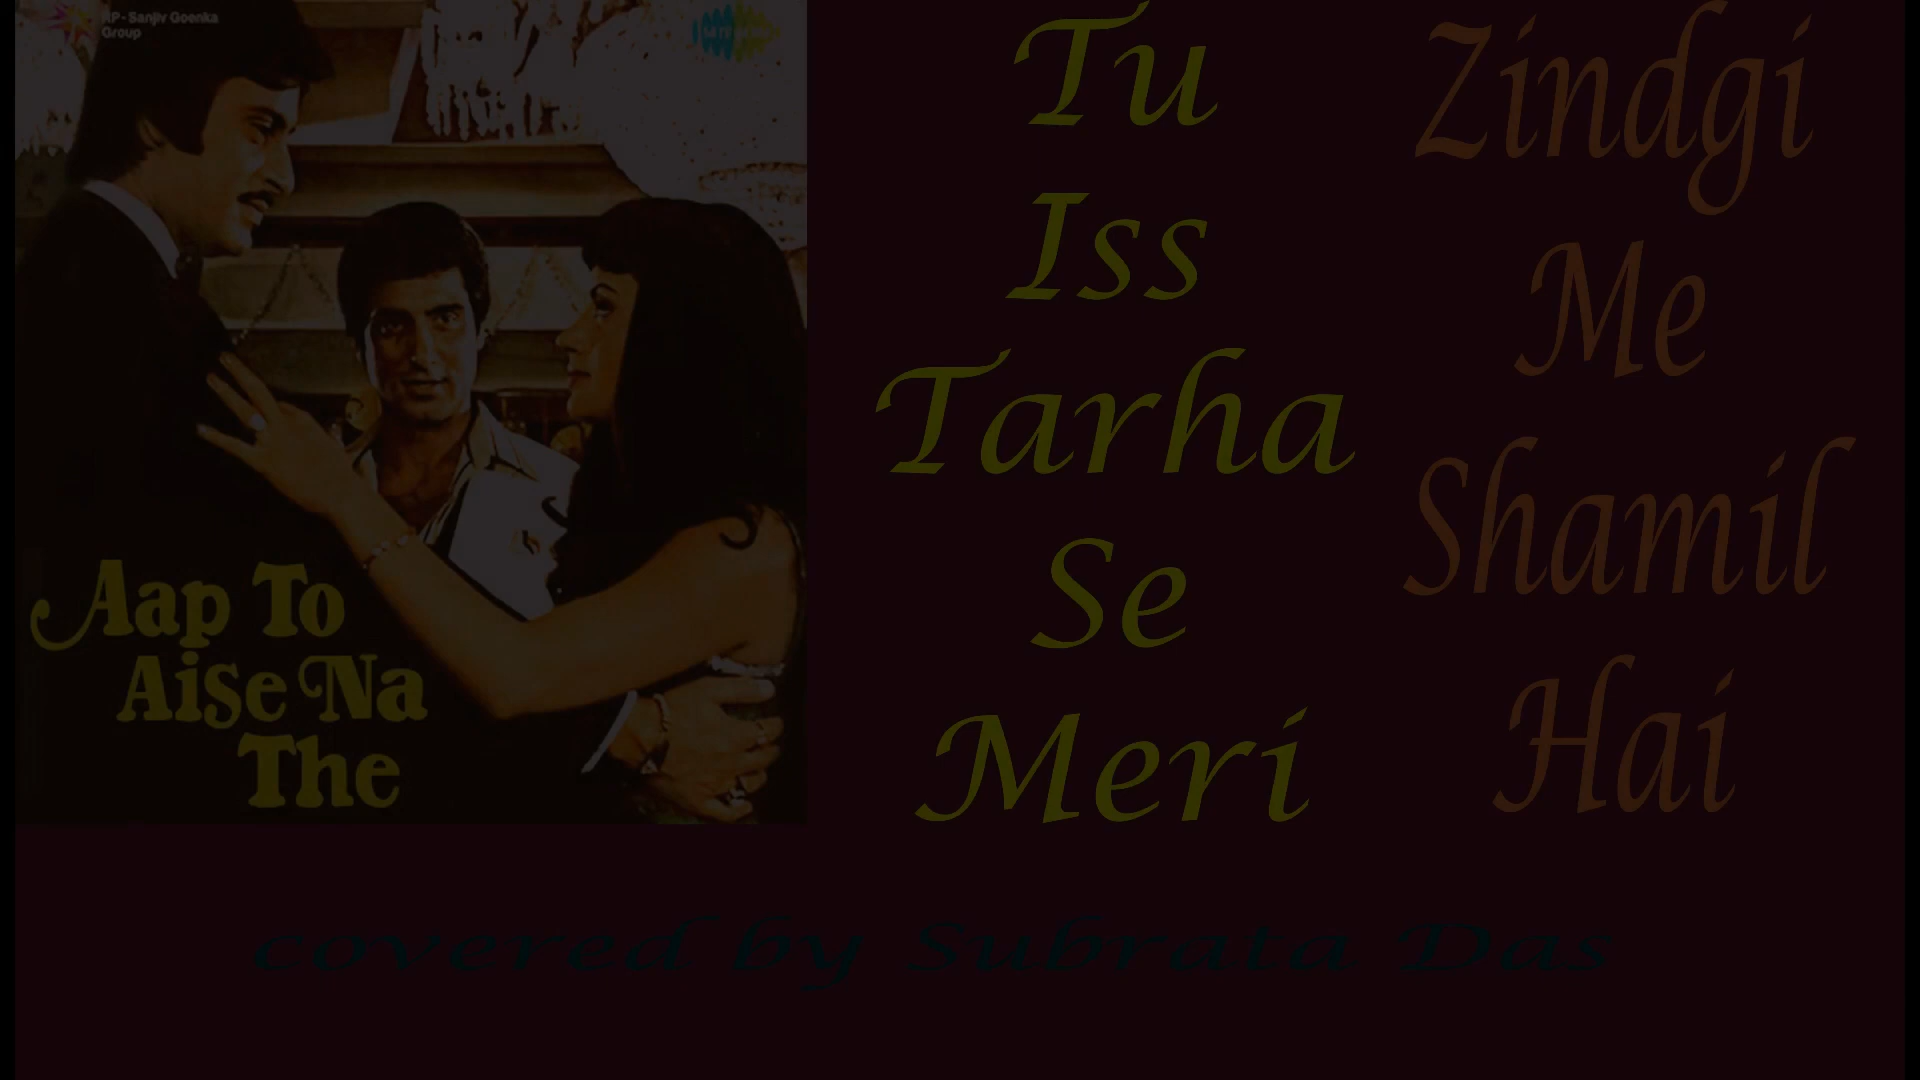 RP-Sanjiv Goenka
Group
Aap To
Aise Na
The
Tu
Iss
Tarha
Se
Meri
Zindgi
Me
Shamil
Hai
covered by Subrata Das